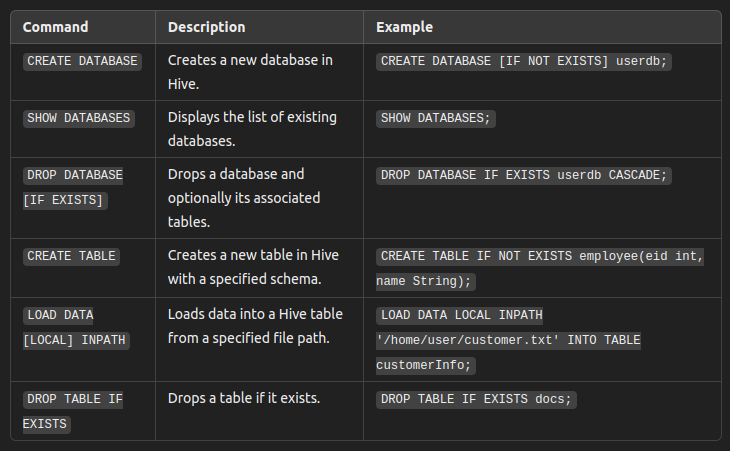 Command Description Example
CREATE DATABASE Creates a new database in CREATE DATABASE [IF NOT EXISTS] userdb;
Hive.
SHOW DATABASES Displays the list of existing SHOW DATABASES;
databases.
DROP DATABASE Drops a database and DROP DATABASE IF EXISTS userdb CASCADE;
[IF EXISTS] optionally its associated
tables.
CREATE TABLE Creates a new table in Hive CREATE TABLE IF NOT EXISTS employee(eid int,
with a specified schema. name String);
LOAD DATA Loads data into a Hive table LOAD DATA LOCAL INPATH
[LOCAL] INPATH from a specified file path. '/home/user/customer.txt' INTO TABLE
customerInfo;
DROP TABLE IF Drops a table if it exists. DROP TABLE IF EXISTS docs;
EXISTS